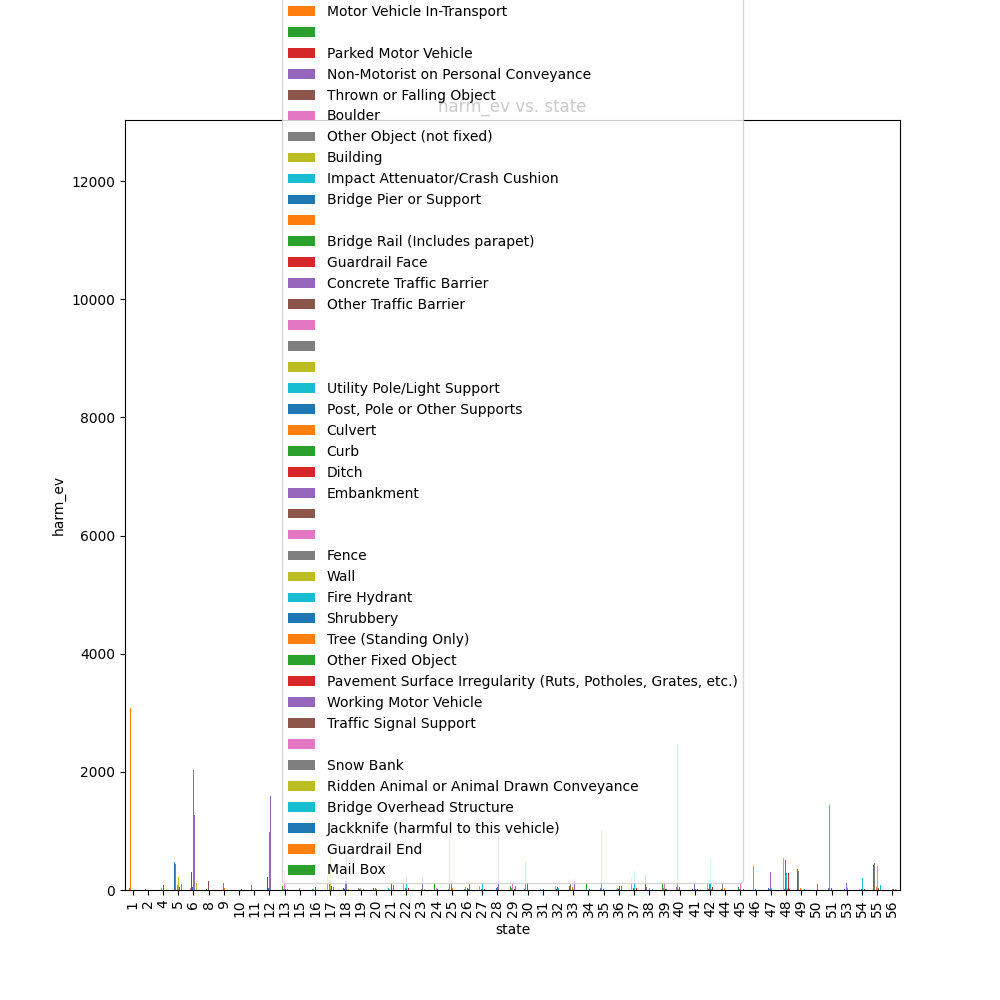 Motor Vehicle In-Transport
Parked Motor Vehicle
Non-Motorist on Personal Conveyance
Thrown or Falling Object
harm_ev vs. state
Boulder
Other Object (not fixed)
Building
Impact Attenuator/Crash Cushion
Bridge Pier or Support
Bridge Rail (Includes parapet)
Guardrail Face
Concrete Traffic Barrier
Other Traffic Barrier
Utility Pole/Light Support
Post, Pole or Other Supports
Culvert
Curb
Ditch
Embankment
Fence
Wall
Fire Hydrant
Shrubbery
Tree (Standing Only)
Other Fixed Object
Pavement Surface Irregularity (Ruts, Potholes, Grates, etc.)
Working Motor Vehicle
Traffic Signal Support
Snow Bank
Ridden Animal or Animal Drawn Conveyance
Bridge Overhead Structure
Jackknife (harmful to this vehicle)
Guardrail End
Mail Box
12000
10000
8000
6000
4000
2000
0
harm_ev
1 2 4 5 6 8 9 10 11 12 13 15 16 17 18 19 20 21 22 23 24 25 26 27 28 29 30 31 32 33 34 35 36 37 38 39 40 41 42 44 45 46 47 48 49 50 51 53 54 55 56
state